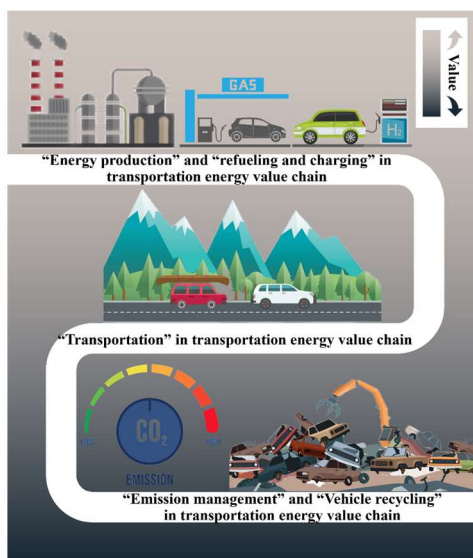 Value
GAS
H2
“Energy production” and “refueling and charging” in
transportation energy value chain
“Transportation” in transportation energy value chain
CO2
EMISSION
“Emission management” and “Vehicle recycling”
in transportation energy value chain